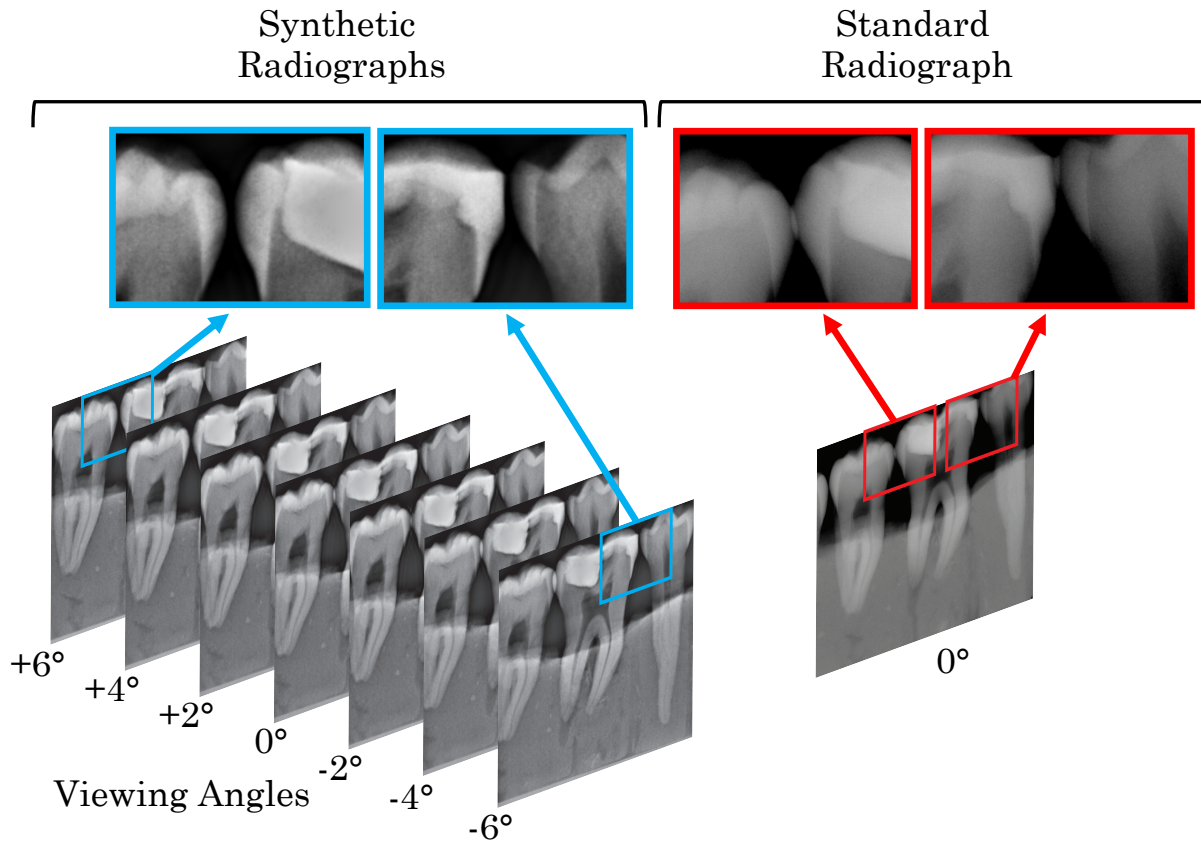 Synthetic
Radiographs
Standard
Radiograph
+6°
+4°
+2°
0°
-2°
-4°
-6°
0°
Viewing Angles